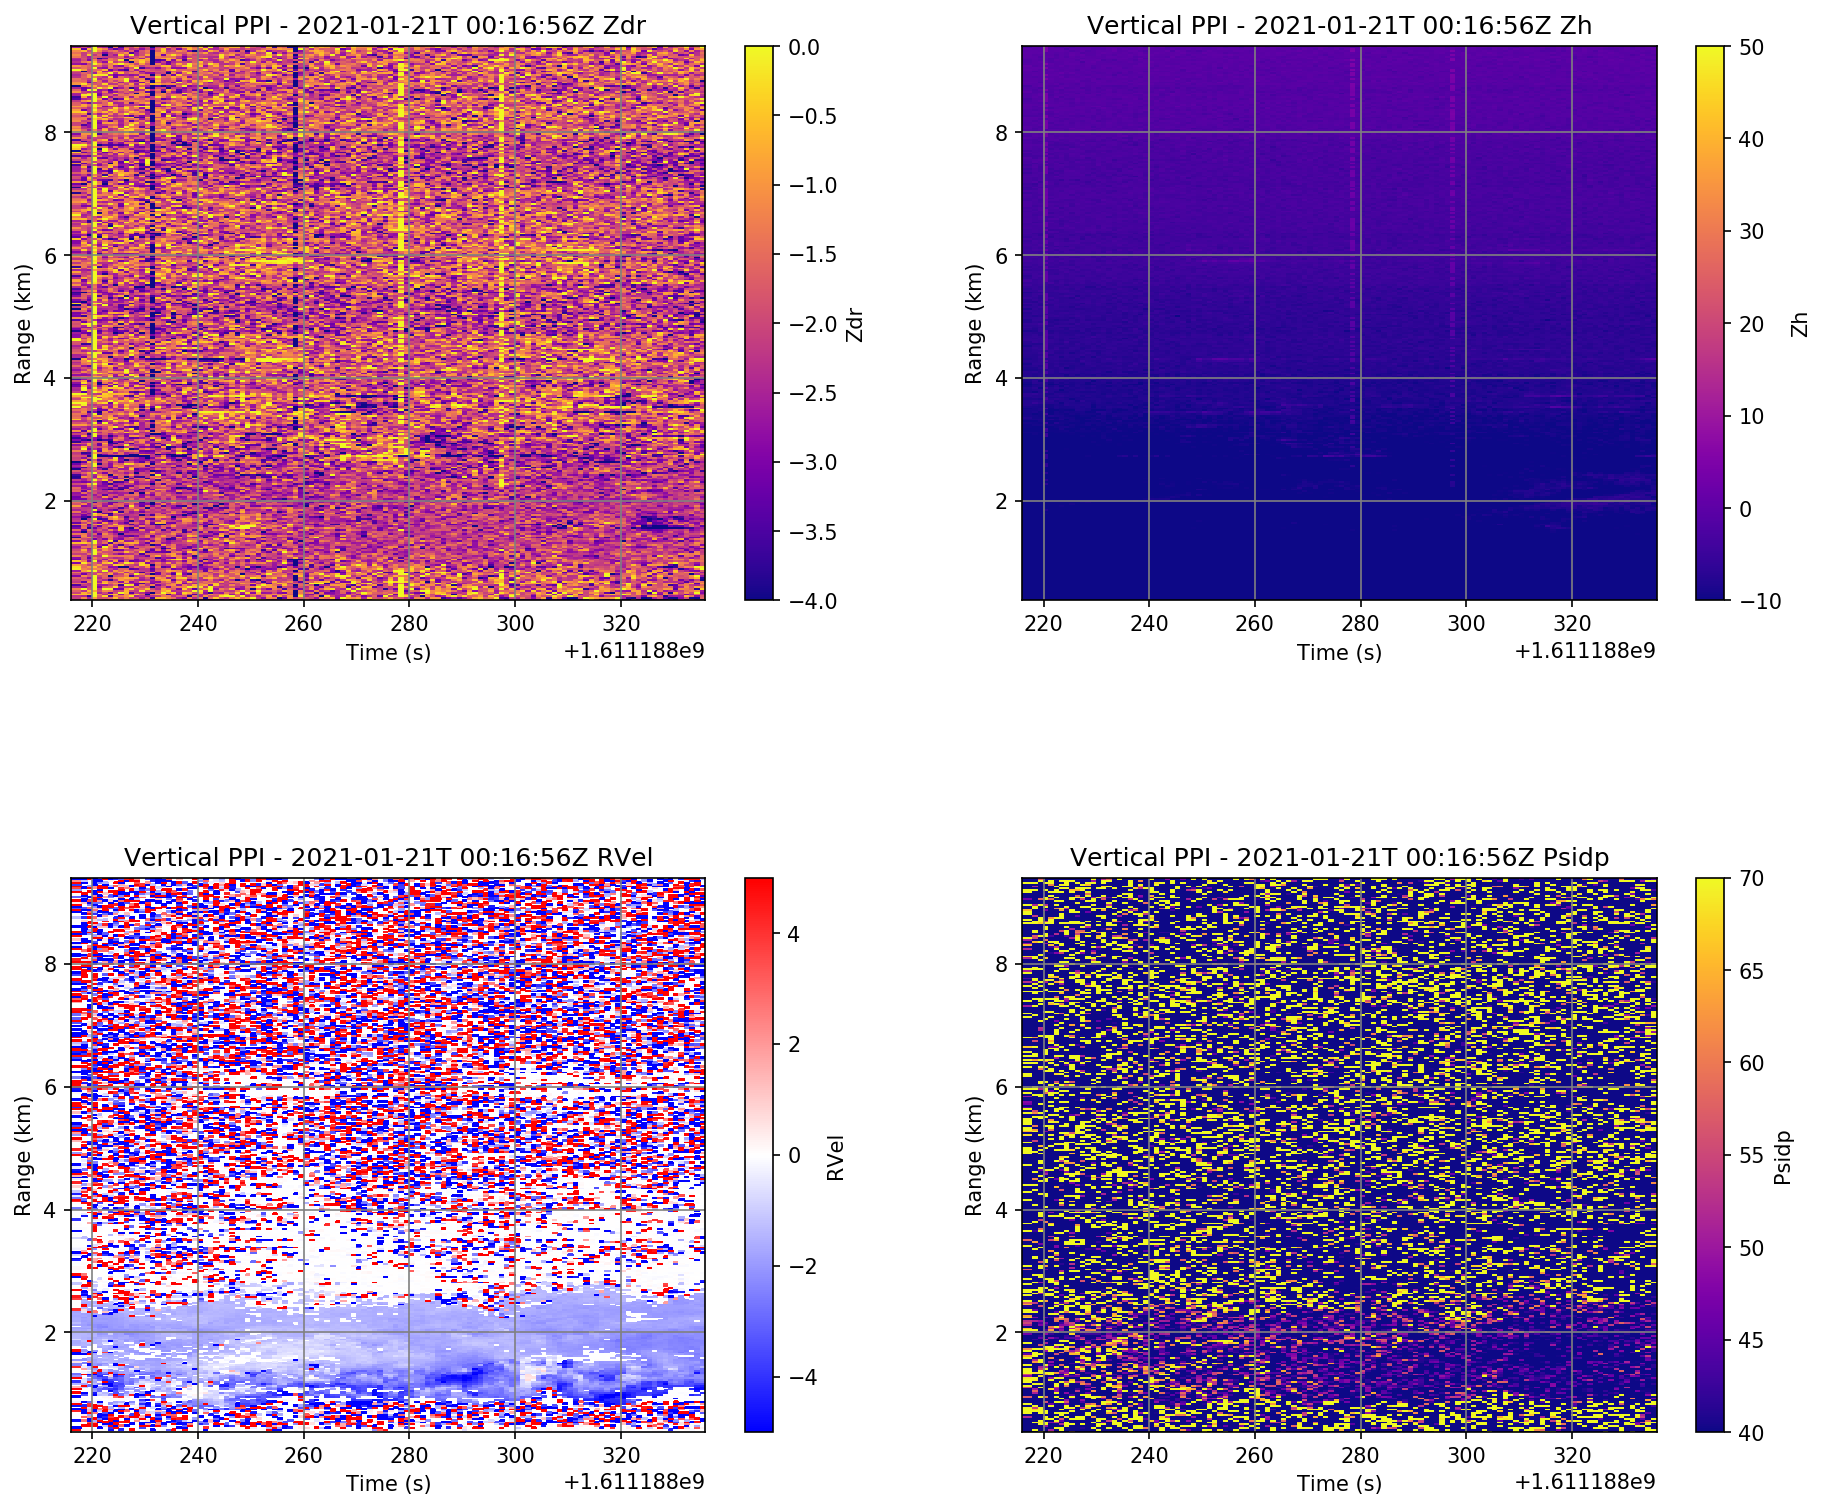 Vertical PPI - 2021-01-21T 00:16:56Z Zdr
Range (km)
8
6
4
2
220 240 260 280 300 320
Time (s)
+1.611188e9
0.0
−0.5
−1.0
−1.5
−2.0
−2.5
−3.0
−3.5
−4.0
Zdr
Vertical PPI - 2021-01-21T 00:16:56Z Zh
Range (km)
8
6
4
2
220 240 260 280 300 320
Time (s)
+1.611188e9
50
40
30
20
10
0
−10
Zh
Vertical PPI - 2021-01-21T 00:16:56Z RVel
Range (km)
8
6
4
2
220 240 260 280 300 320
Time (s)
+1.611188e9
4
2
0
−2
−4
RVel
Vertical PPI - 2021-01-21T 00:16:56Z Psidp
Range (km)
8
6
4
2
220 240 260 280 300 320
Time (s)
+1.611188e9
70
65
60
55
50
45
40
Psidp